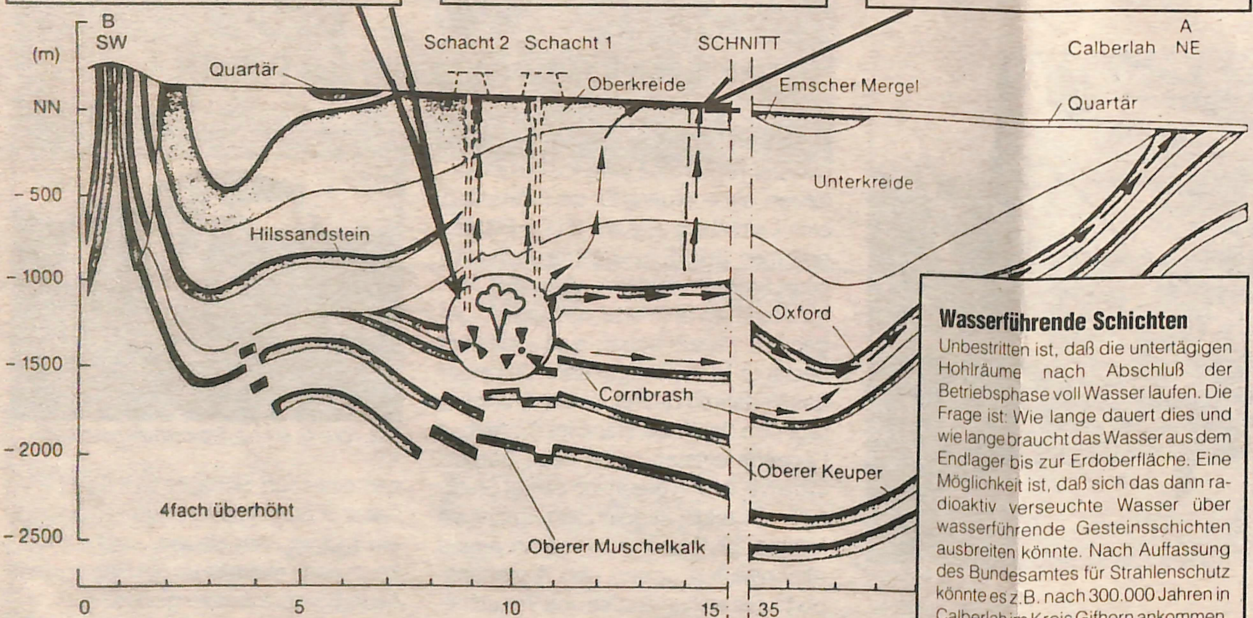 B
SW
(m)
Quartär
Schacht 2 Schacht 1
SCHNITT
A
Calberlah NE
Oberkreide
Emscher Mergel
Quartär
NN
- 500
- 1000
- 1500
- 2000
- 2500
Unterkreide
Hilssandstein
Oxford
Cornbrash
Oberer Keuper
4fach überhöht
Oberer Muschelkalk
0 5 10 15 35
Wasserführende Schichten
Unbestritten ist, daß die untertägigen
Hohlräume nach Abschluß der
Betriebsphase voll Wasser laufen. Die
Frage ist: Wie lange dauert dies und
wie lange braucht das Wasser aus dem
Endlager bis zur Erdoberfläche. Eine
Möglichkeit ist, daß sich das dann ra-
dioaktiv verseuchte Wasser über
wasserführende Gesteinsschichten
ausbreiten könnte. Nach Auffassung
des Bundesamtes für Strahlenschutz
könnte es z.B. nach 300.000 Jahren in
Calberlah im Kreis Gifhorn ankommen.